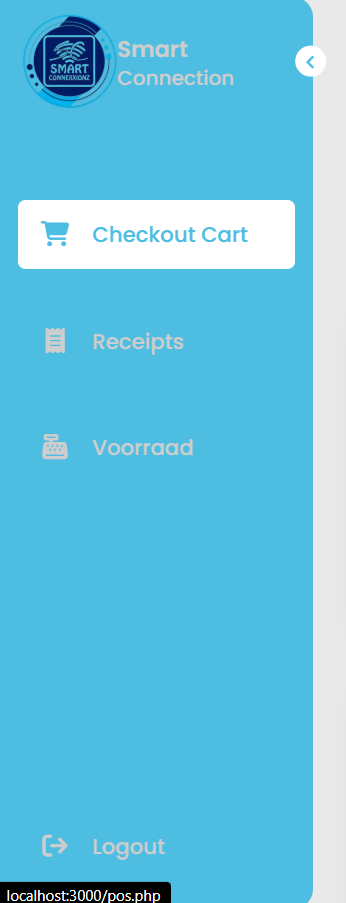 SMART
CONNEXXIONZ
Smart
Connection
Checkout Cart
Receipts
Voorraad
Logout
localhost:3000/pos.php